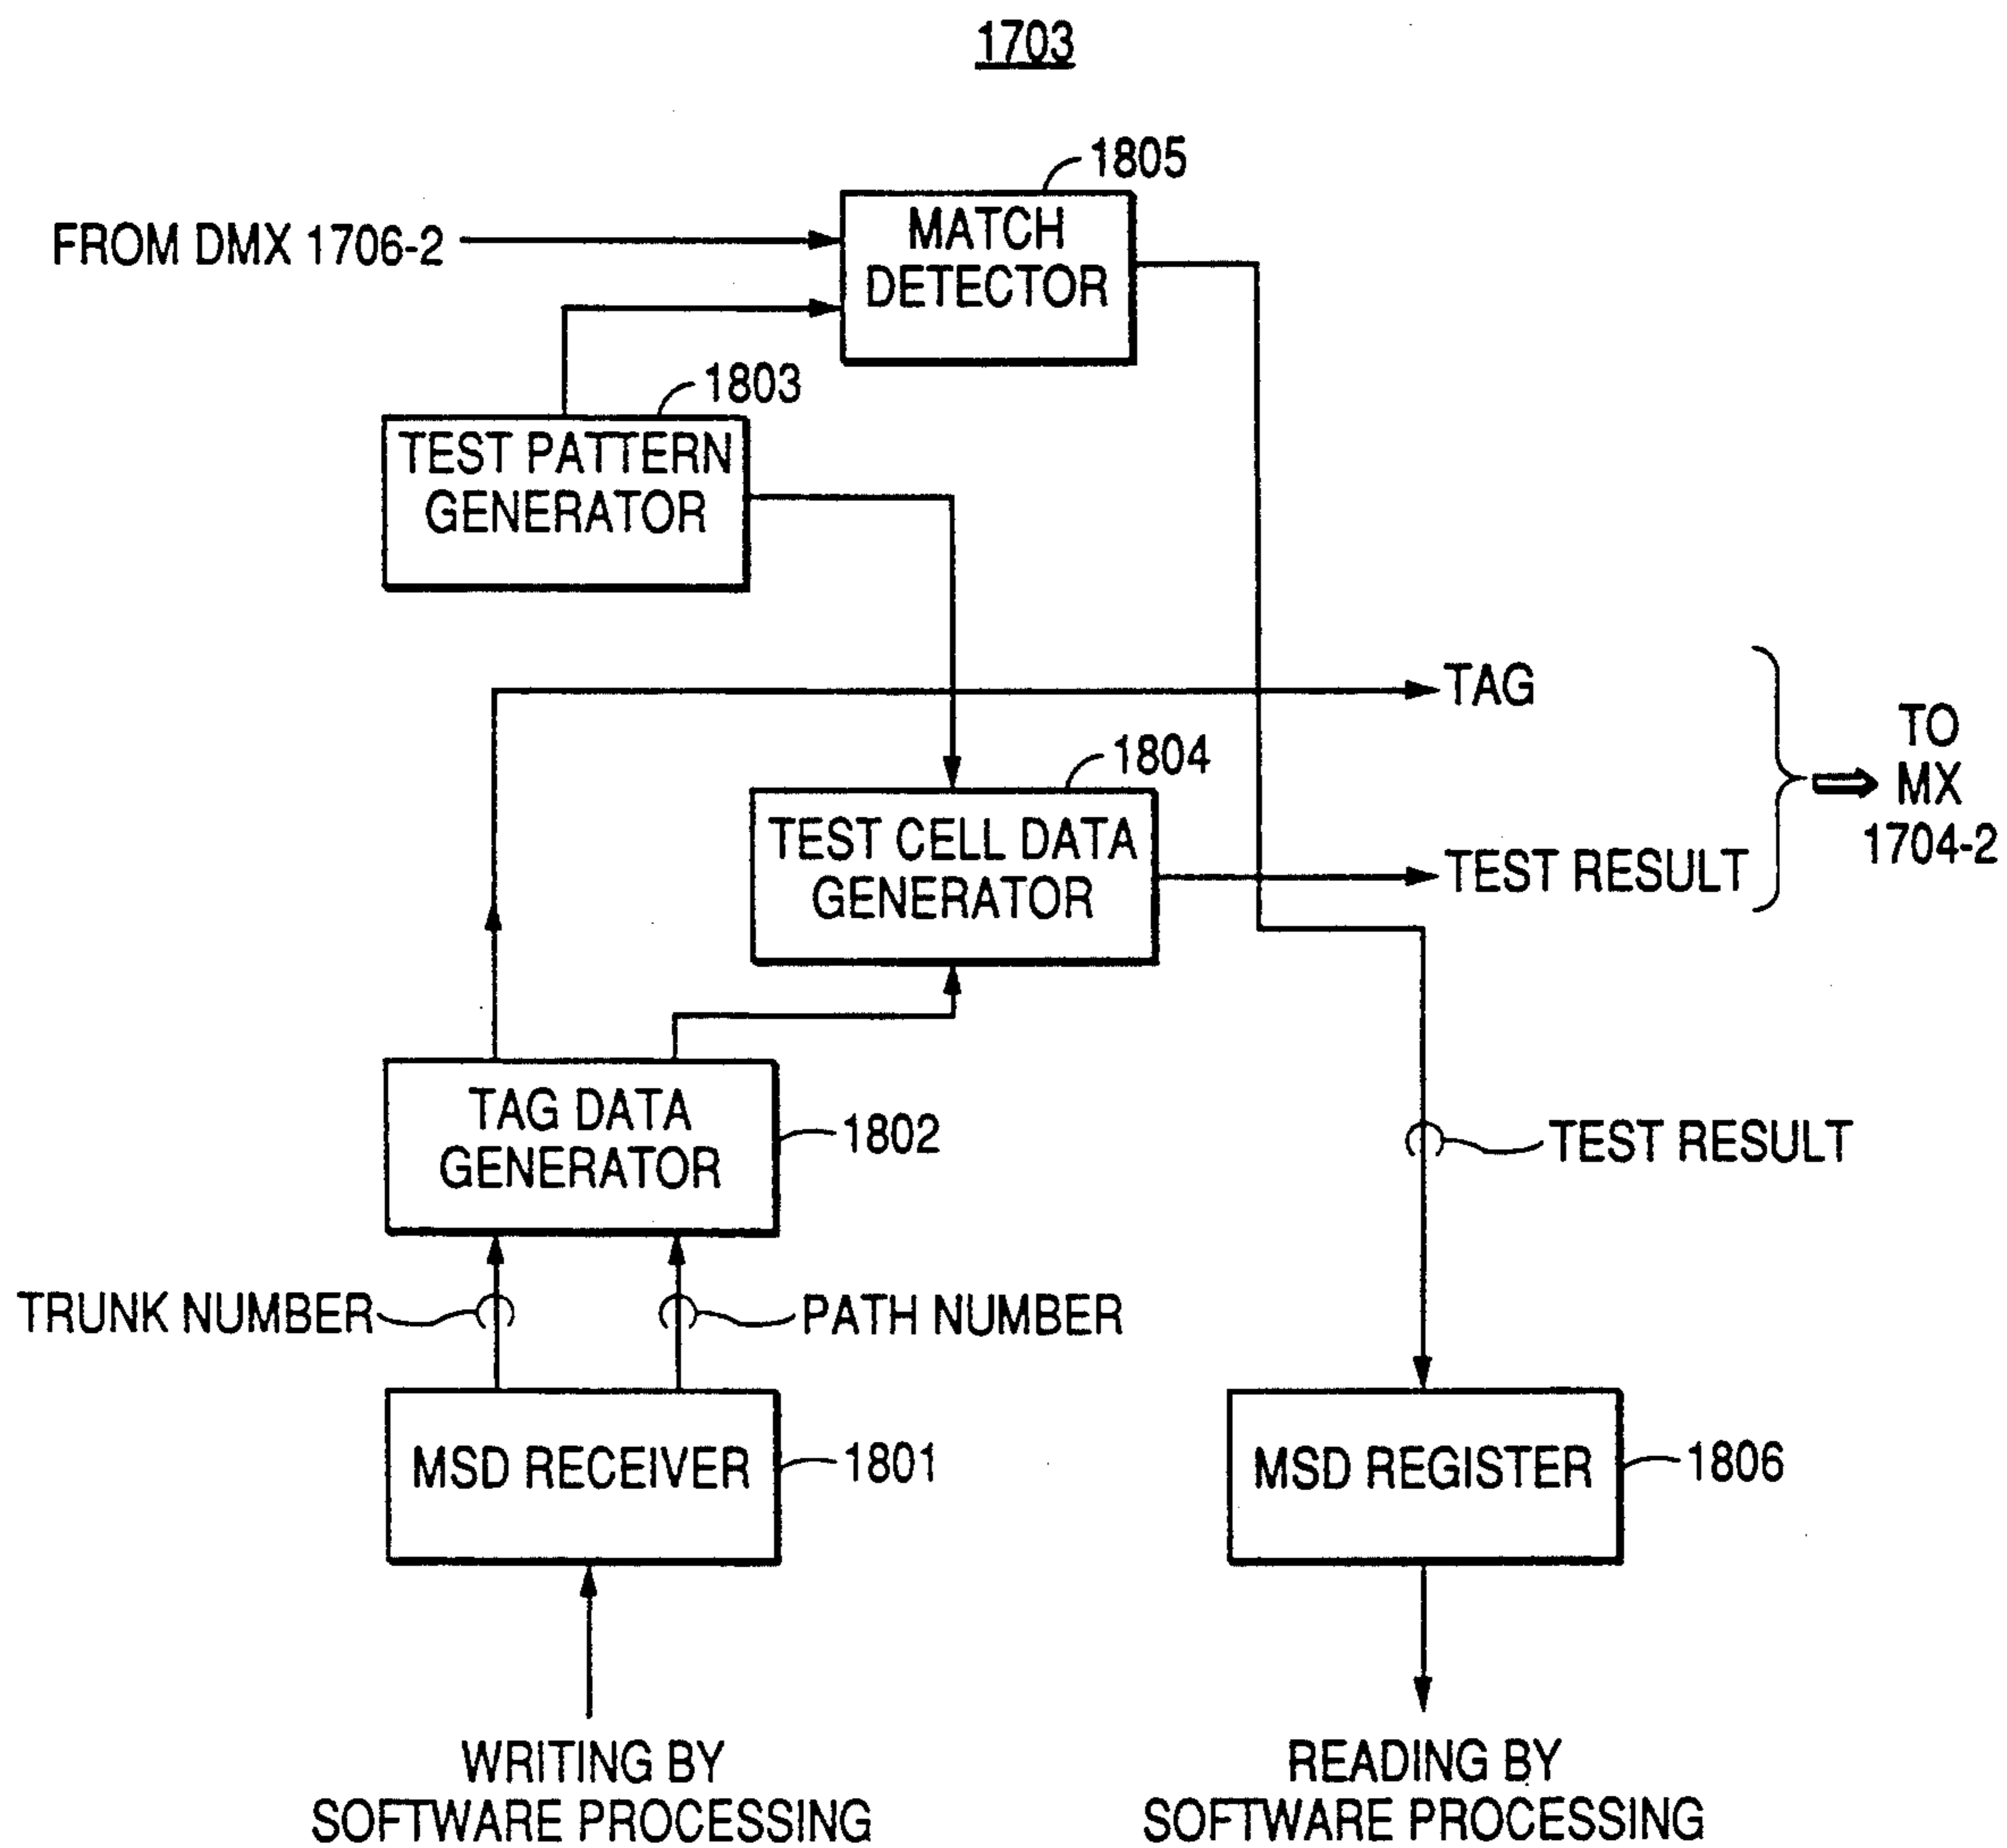 1703
1805
FROM DMX 1706-2
MATCH
DETECTOR
1803
TEST PATTERN
GENERATOR
TAG
TO
MX
1704-2
1804
TEST CELL DATA
GENERATOR
TEST RESULT
TAG DATA
GENERATOR
1802
TEST RESULT
TRUNK NUMBER
PATH NUMBER
MSD RECEIVER
1801
MSD REGISTER
1806
WRITING BY
SOFTWARE PROCESSING
READING BY
SOFTWARE PROCESSING